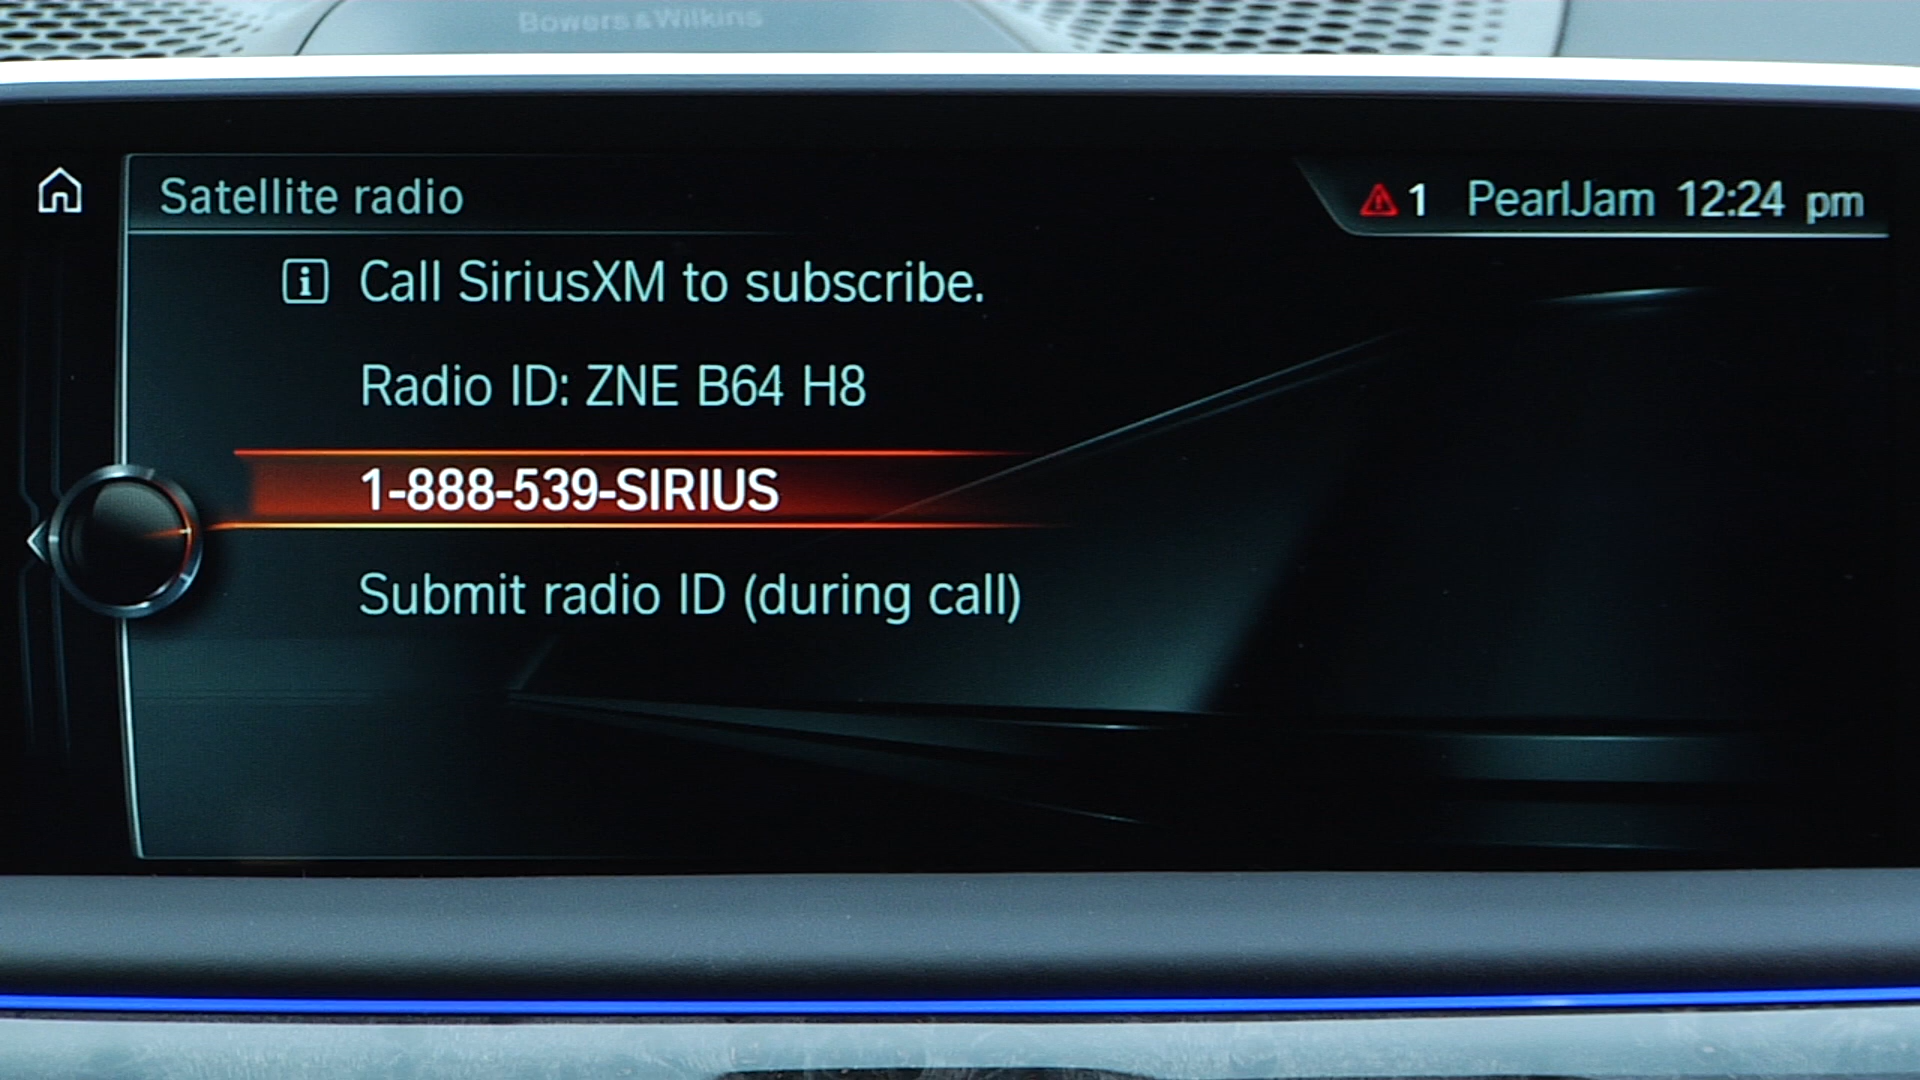 Bowers & Wilkins
Satellite radio
1 PearlJam 12:24 pm
Call SiriusXM to subscribe.
Radio ID: ZNE B64 H8
1-888-539-SIRIUS
Submit radio ID (during call)